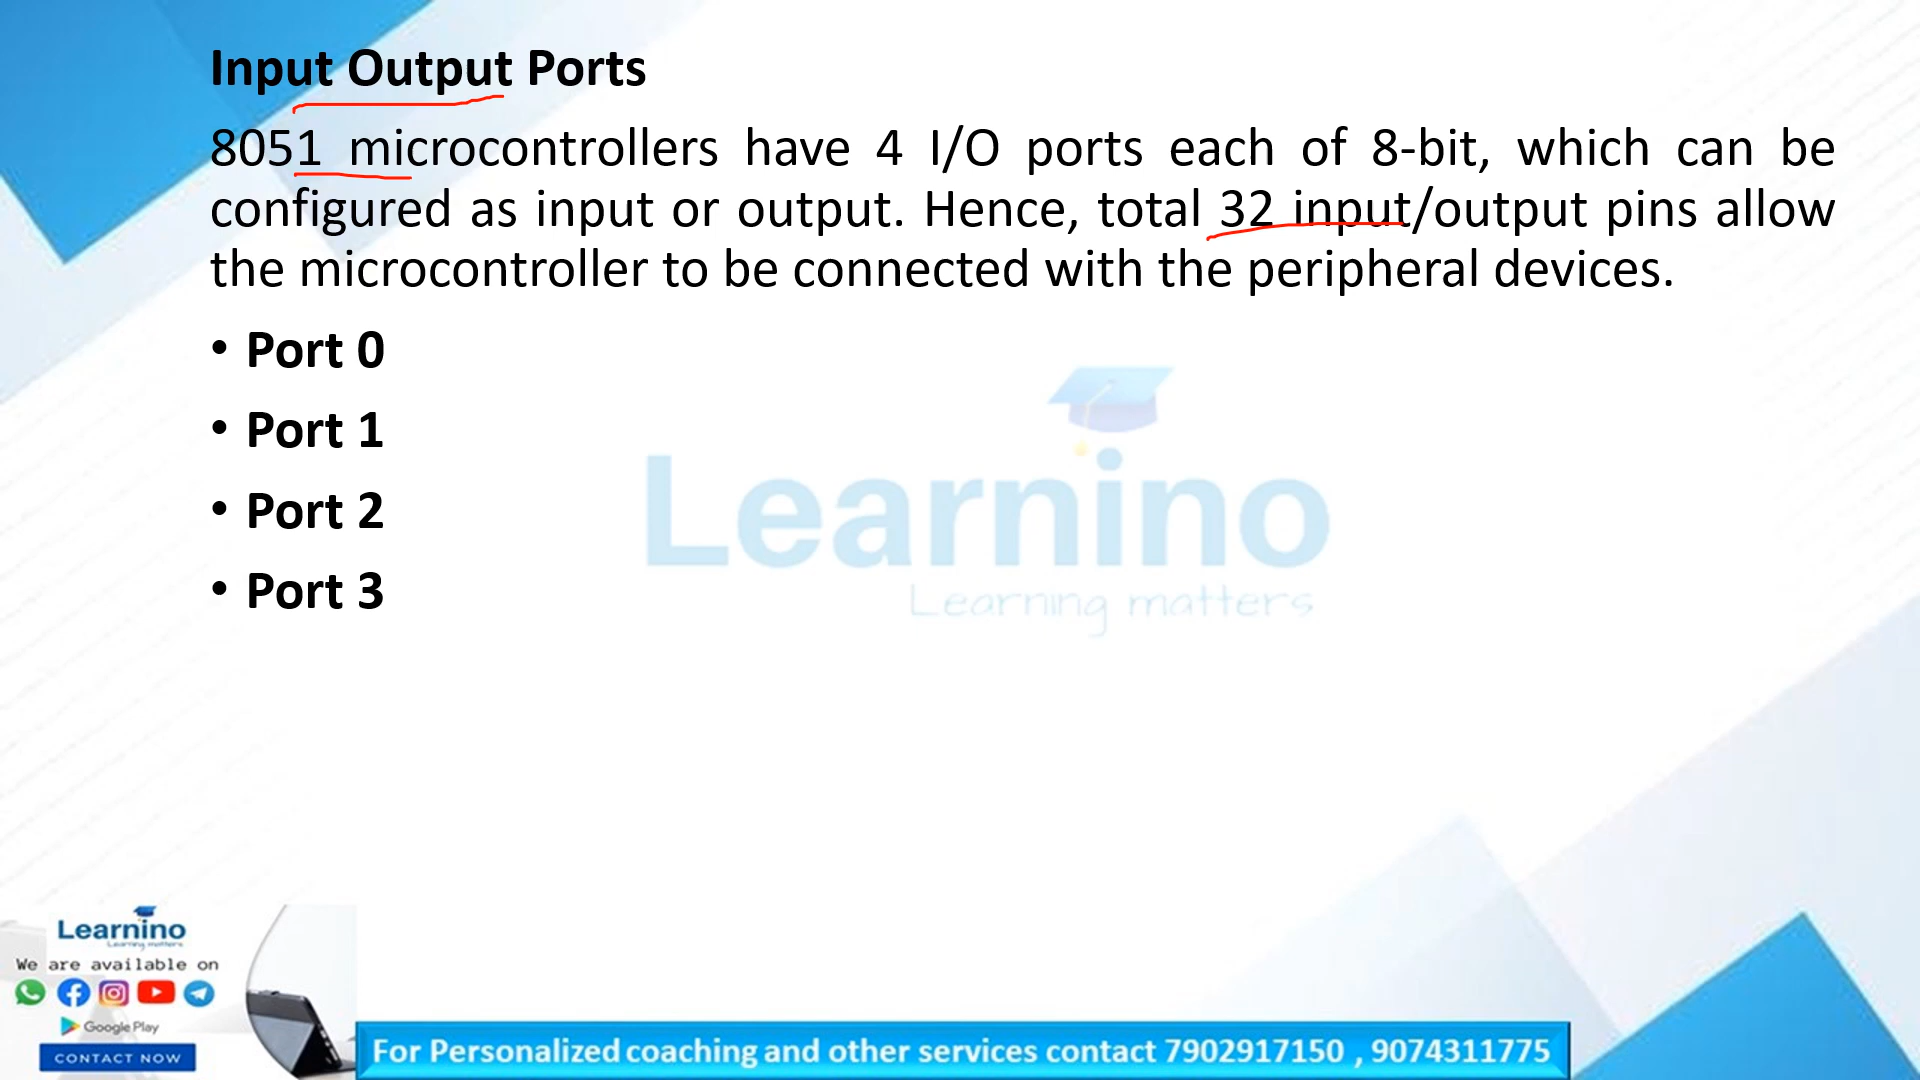 Input Output Ports
8051 microcontrollers have 4 I/O ports each of 8-bit, which can be
configured as input or output. Hence, total 32 input/output pins allow
the microcontroller to be connected with the peripheral devices.
• Port 0
• Port 1
• Port 2
• Port 3
Learnino
Learning matters
Learnino
Learning matters
We are available on
Google Play
CONTACT NOW
For Personalized coaching and other services contact 7902917150 , 9074311775